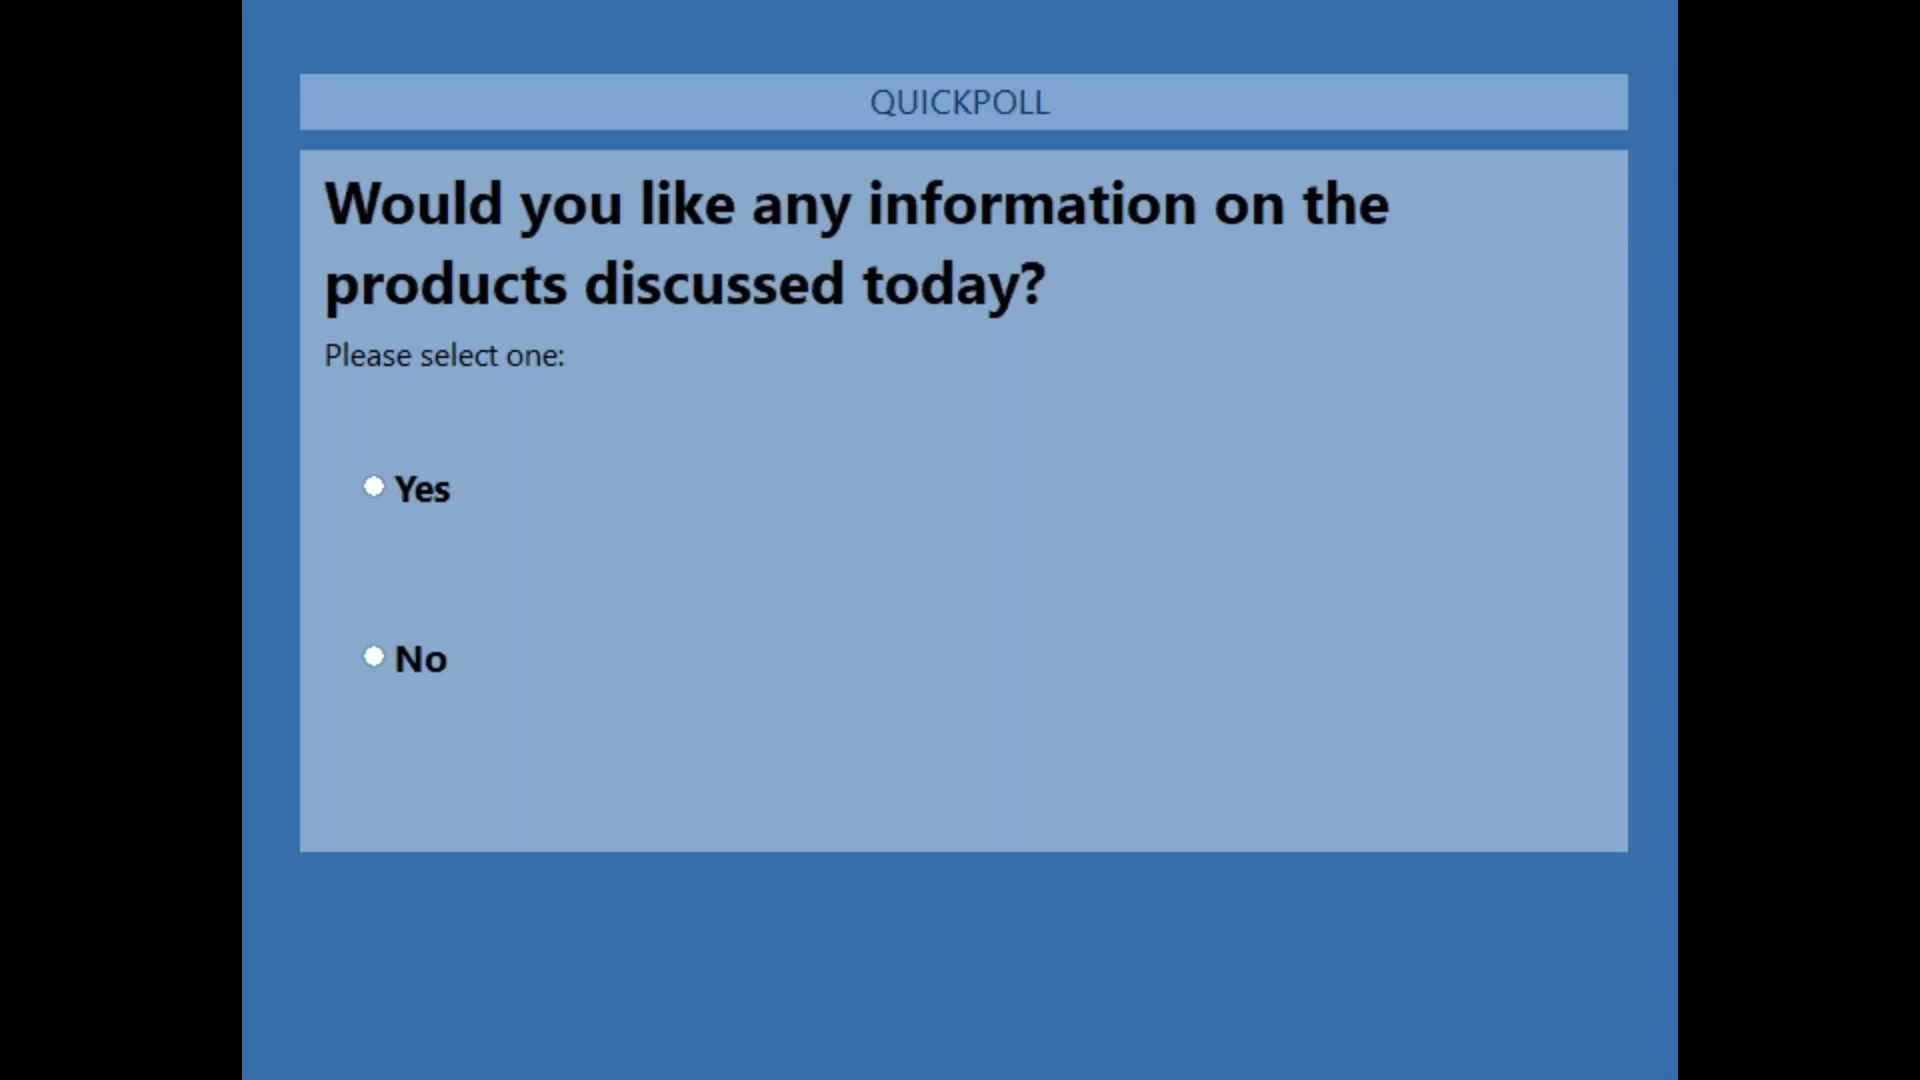 QUICKPOLL
Would you like any information on the
products discussed today?
Please select one:
Yes
No